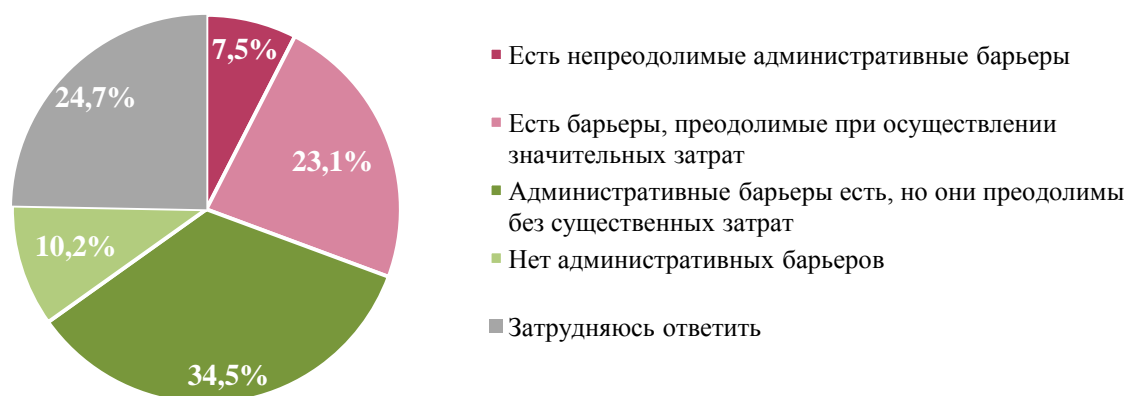 7,5%
23,1%
34,5%
10,2%
24,7%
Есть непреодолимые административные барьеры
Есть барьеры, преодолимые при осуществлении
значительных затрат
Административные барьеры есть, но они преодолимы
без существенных затрат
Нет административных барьеров
Затрудняюсь ответить